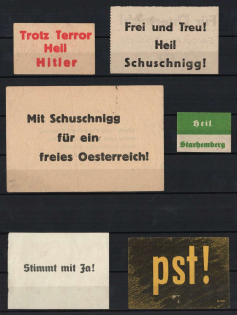 Trotz Terror
Heil
Hitler
Frei und Treu!
Heil
Schuschnigg!
Mit Schuschnigg
für ein
freies Oesterreich!
Heil
Starhemberg
Stimmt mit Ja!
pst!